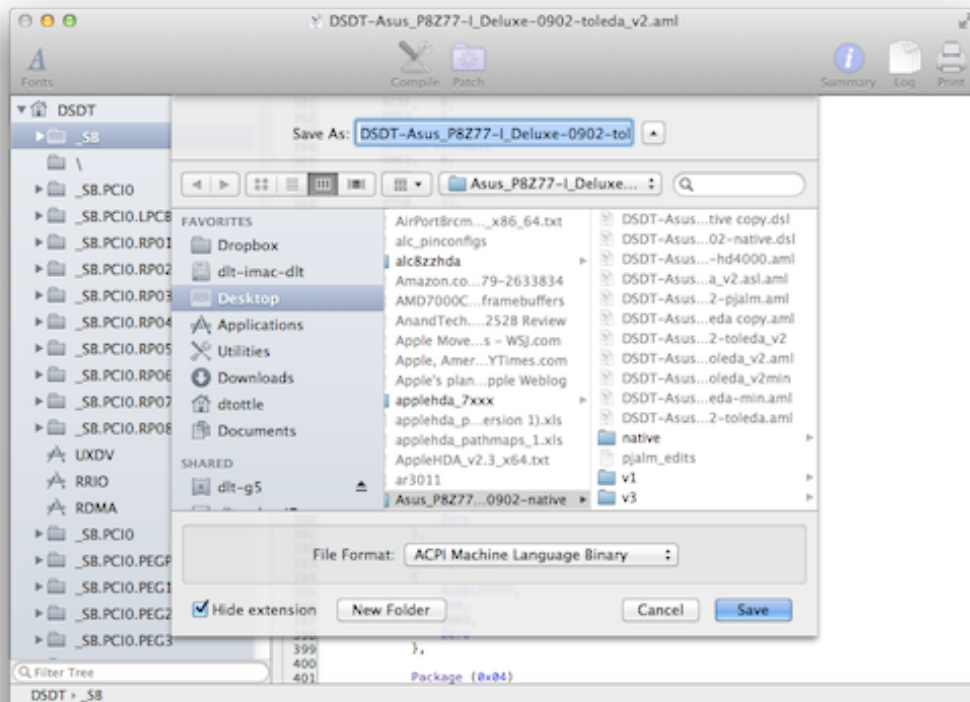 DSDT-Asus_P8Z77-I_Deluxe-0902-toleda_v2.aml
Fonts
Compile
Patch
Summary
Log
Print
DSDT
_SB
\
_SB.PCI0
_SB.PCI0.LPCB
_SB.PCI0.RP01
_SB.PCI0.RP02
_SB.PCI0.RP03
_SB.PCI0.RP04
_SB.PCI0.RP05
_SB.PCI0.RP06
_SB.PCI0.RP07
_SB.PCI0.RP08
UXDV
RRIO
RDMA
_SB.PCI0
_SB.PCI0.PEGP
_SB.PCI0.PEG1
_SB.PCI0.PEG2
_SB.PCI0.PEG3
Filter Tree
DSDT › _SB
Save As: DSDT-Asus_P8Z77-I_Deluxe-0902-tol
Asus_P8Z77-I_Deluxe...
FAVORITES
Dropbox
dlt-imac-dlt
Desktop
Applications
Utilities
Downloads
dtottle
Documents
SHARED
dlt-g5
AirPortBrcm..._x86_64.txt
alc_pinconfigs
alc8zzhda
Amazon.co...79-2633834
AMD7000C...framebuffers
AnandTech....2528 Review
Apple Move...s – WSJ.com
Apple, Amer...YTimes.com
Apple's plan...pple Weblog
applehda_7xxx
applehda_p...ersion 1).xls
applehda_pathmaps_1.xls
AppleHDA_v2.3_x64.txt
ar3011
Asus_P8Z77...0902-native
DSDT-Asus...tive copy.dsl
DSDT-Asus...02-native.dsl
DSDT-Asus...-hd4000.aml
DSDT-Asus...a_v2.asl.aml
DSDT-Asus...2-pjalm.aml
DSDT-Asus...eda copy.aml
DSDT-Asus...2-toleda_v2
DSDT-Asus...oleda_v2.aml
DSDT-Asus...oleda_v2min
DSDT-Asus...eda-min.aml
DSDT-Asus...2-toleda.aml
native
pjalm_edits
v1
v3
File Format: ACPI Machine Language Binary
Hide extension
New Folder
Cancel
Save
399 },
400
401 Package (0x04)